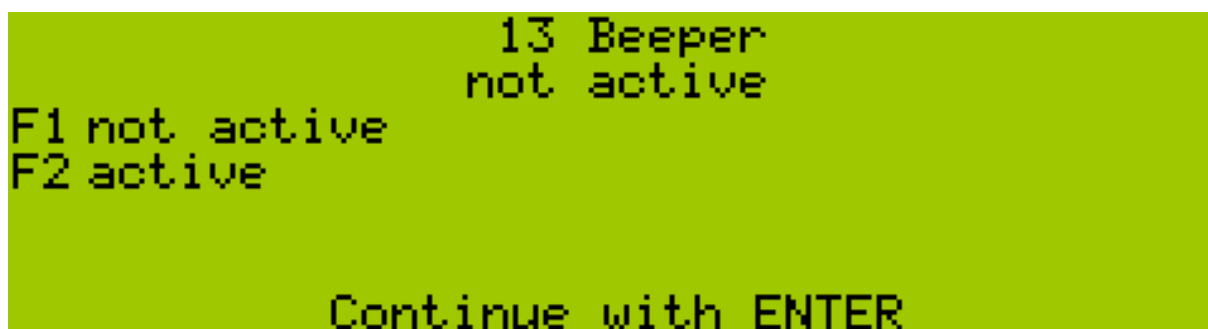 13 Beeper
not active
F1 not active
F2 active
Continue with ENTER